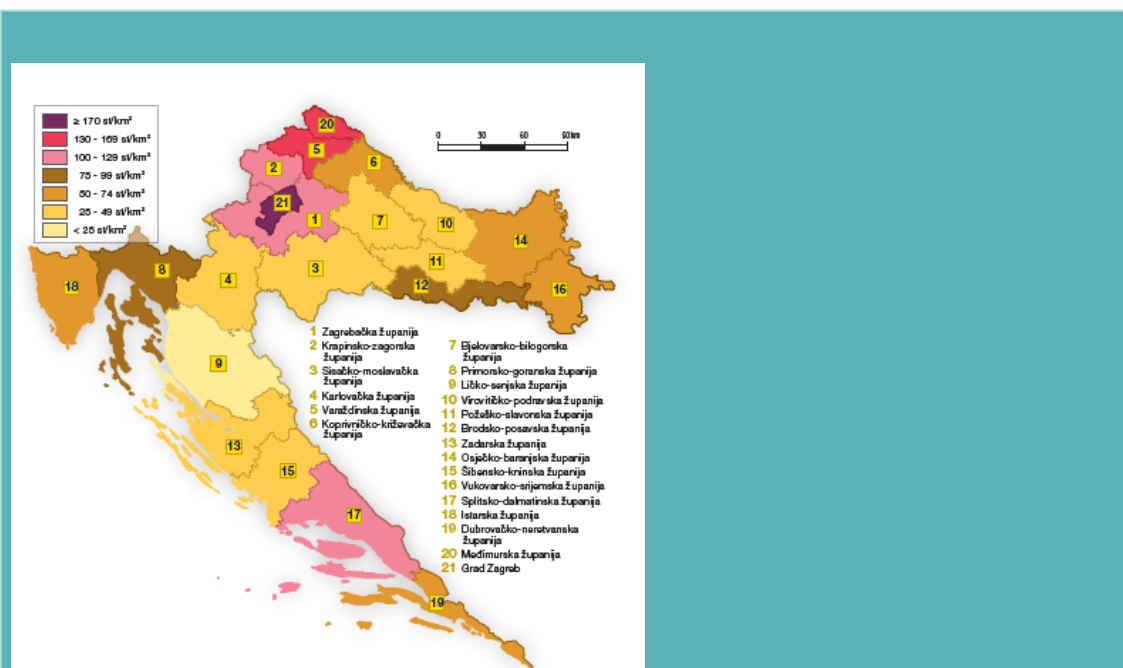 ≥ 170 st/km²
130 - 169 st/km²
100 - 129 st/km²
75 - 99 st/km²
50 - 74 st/km²
25 - 49 st/km²
< 25 st/km²
0 30 60 90 km
20
5
2
6
21
1
7
10
14
11
3
4
8
12
18
16
9
13
15
17
19
1 Zagrebačka županija
2 Krapinsko-zagorska
županija
3 Sisačko-moslavačka
županija
4 Karlovačka županija
5 Varaždinska županija
6 Koprivničko-križevačka
županija
7 Bjelovarsko-bilogorska
županija
8 Primorsko-goranska županija
9 Ličko-senjska županija
10 Virovitičko-podravska županija
11 Požeško-slavonska županija
12 Brodsko-posavska županija
13 Zadarska županija
14 Osječko-baranjska županija
15 Šibensko-kninska županija
16 Vukovarsko-srijemska županija
17 Splitsko-dalmatinska županija
18 Istarska županija
19 Dubrovačko-neretvanska
županija
20 Međimurska županija
21 Grad Zagreb